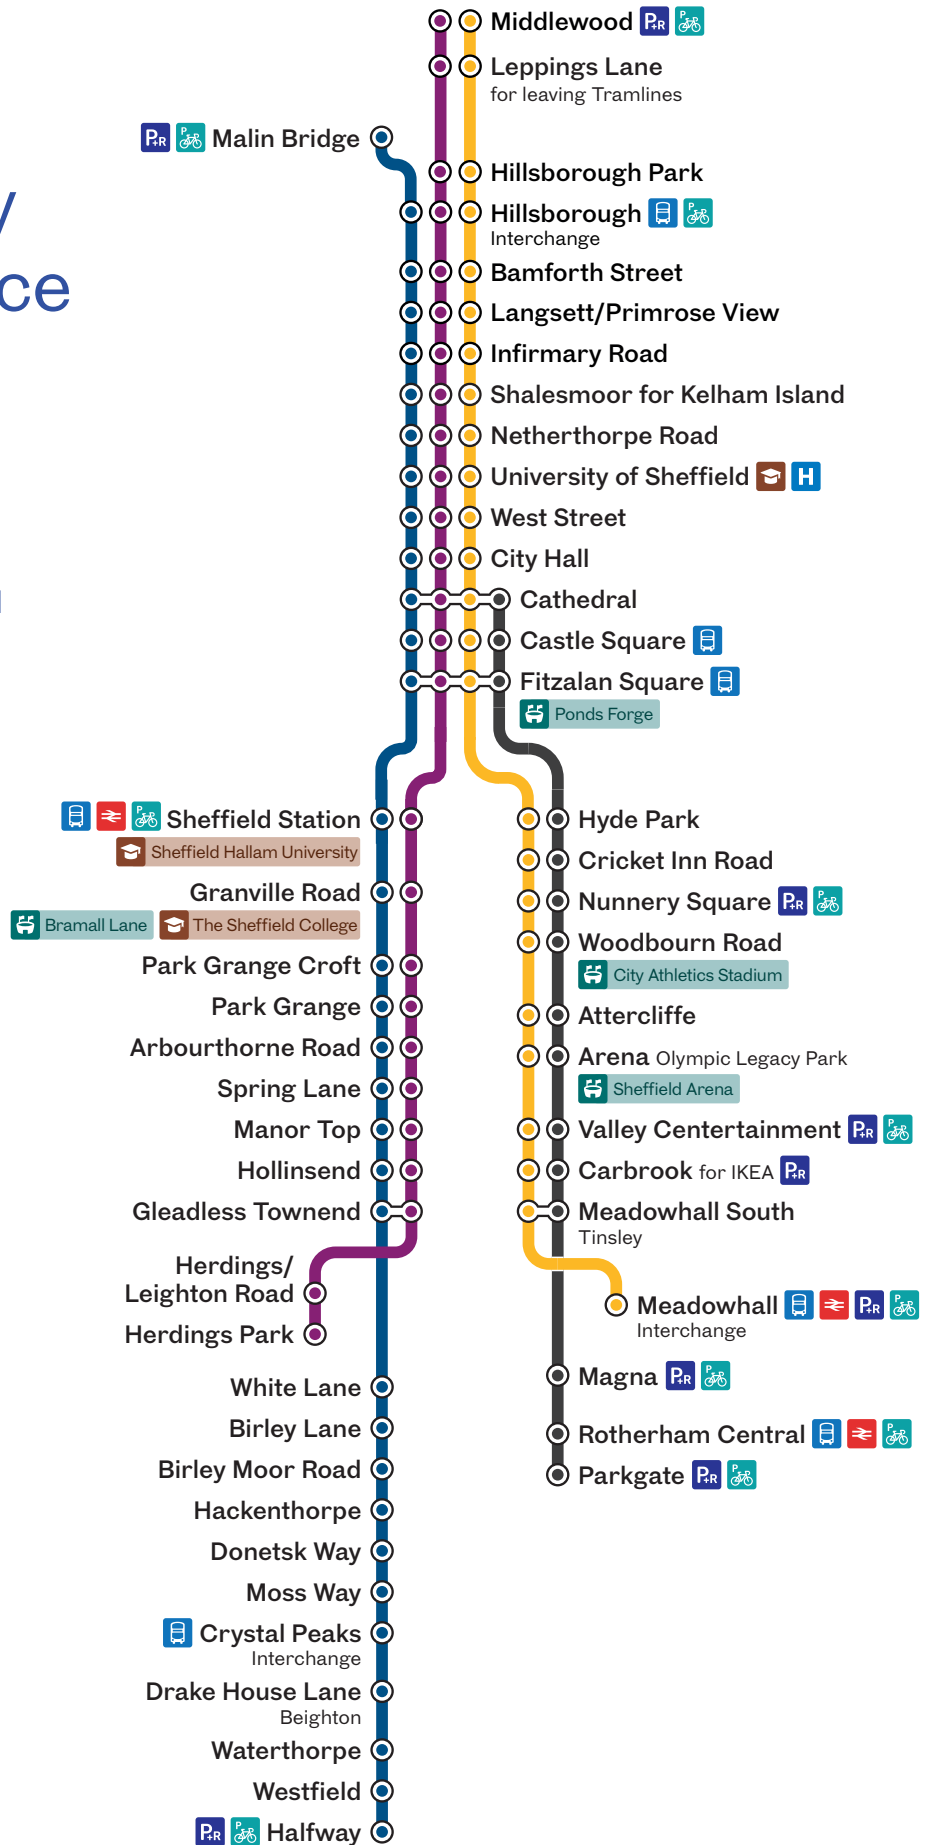 Middlewood P+R P
Leppings Lane
for leaving Tramlines
P+R P Malin Bridge
Hillsborough Park
y
Hillsborough P
Interchange
ce
Bamforth Street
Langsett/Primrose View
Infirmary Road
Shalesmoor for Kelham Island
Netherthorpe Road
University of Sheffield H
West Street
City Hall
Cathedral
Castle Square
Fitzalan Square
Ponds Forge
P Sheffield Station
Sheffield Hallam University
Granville Road
Bramall Lane The Sheffield College
Park Grange Croft
Park Grange
Arbourthorne Road
Spring Lane
Manor Top
Hollinsend
Gleadless Townend
Herdings/
Leighton Road
Herdings Park
White Lane
Birley Lane
Birley Moor Road
Hackenthorpe
Donetsk Way
Moss Way
Crystal Peaks
Interchange
Drake House Lane
Beighton
Waterthorpe
Westfield
P+R P Halfway
Hyde Park
Cricket Inn Road
Nunnery Square P+R P
Woodbourn Road
City Athletics Stadium
Attercliffe
Arena Olympic Legacy Park
Sheffield Arena
Valley Centertainment P+R P
Carbrook for IKEA P+R
Meadowhall South
Tinsley
Meadowhall P+R P
Interchange
Magna P+R P
Rotherham Central P
Parkgate P+R P